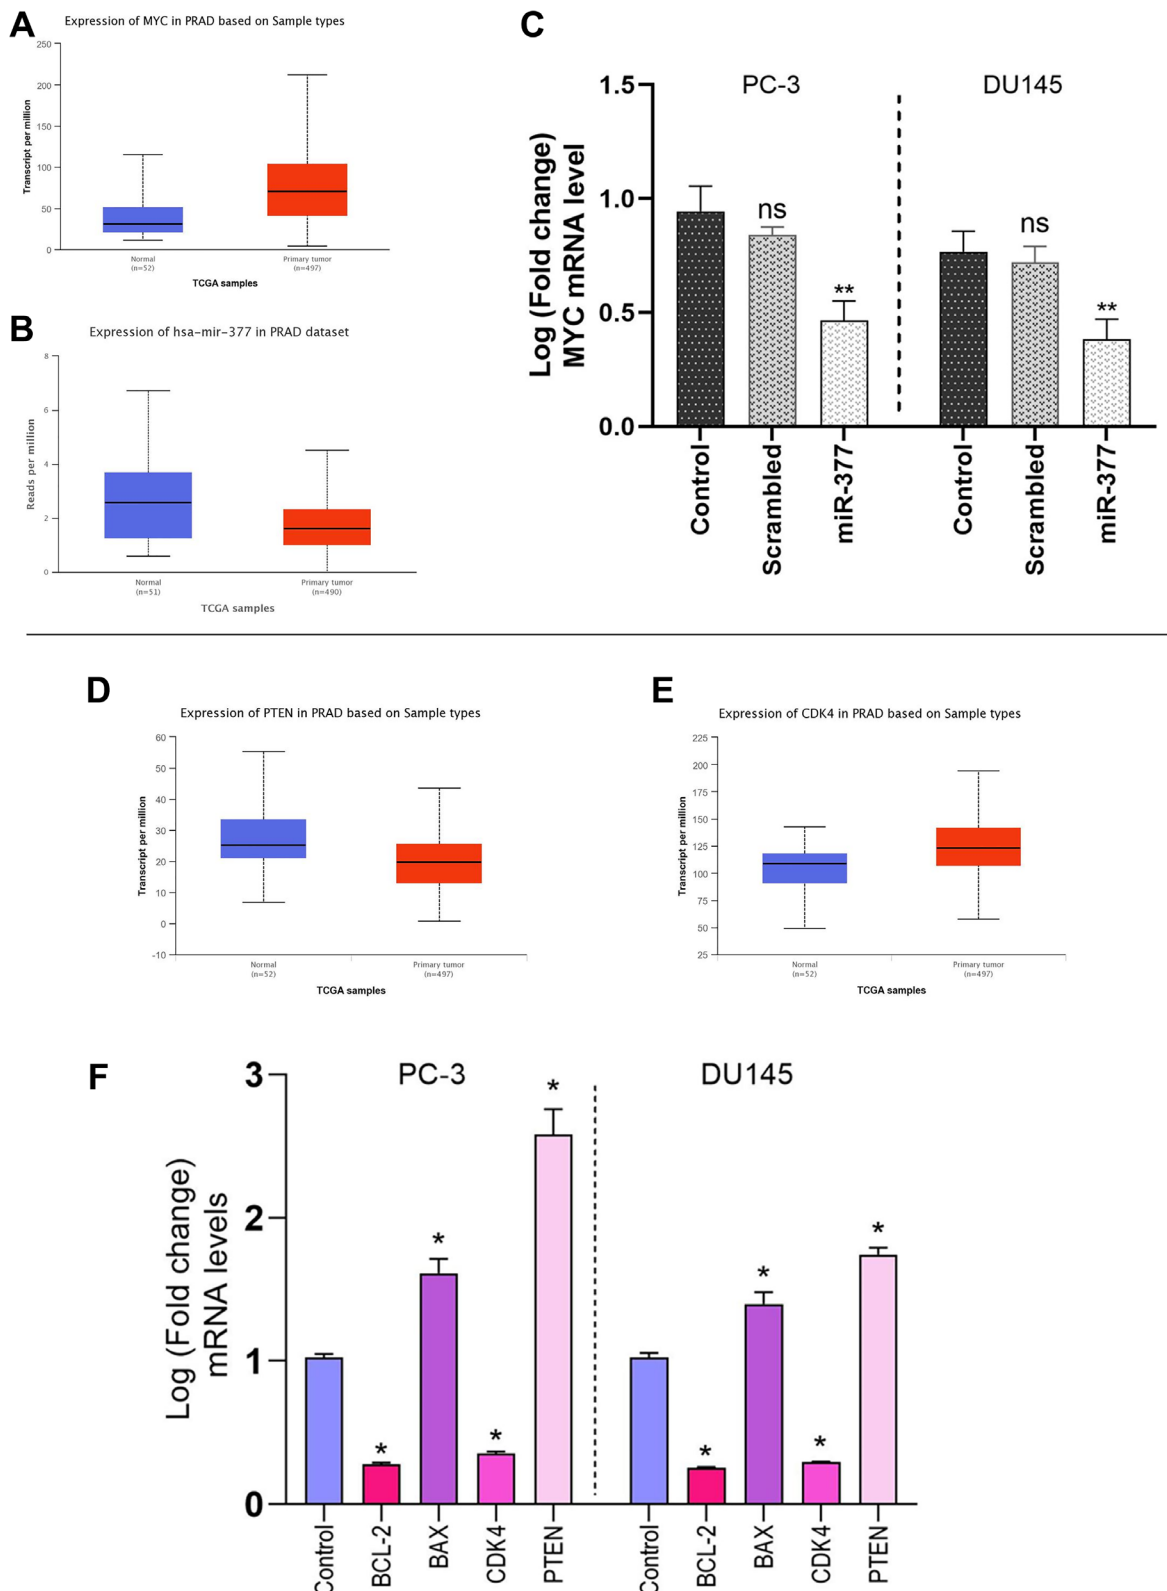 A
Expression of MYC in PRAD based on Sample types
250
200
150
100
50
0
Transcript per million
Normal
(n=52)
Primary tumor
(n=497)
TCGA samples
B
Expression of hsa-mir-377 in PRAD dataset
8
6
4
2
0
Reads per million
Normal
(n=51)
Primary tumor
(n=490)
TCGA samples
C
PC-3
DU145
1.5
1.0
0.5
0.0
Log (Fold change)
MYC mRNA level
ns
**
ns
**
Control
Scrambled
miR-377
Control
Scrambled
miR-377
D
Expression of PTEN in PRAD based on Sample types
60
50
40
30
20
10
0
-10
Transcript per million
Normal
(n=52)
Primary tumor
(n=497)
TCGA samples
E
Expression of CDK4 in PRAD based on Sample types
225
200
175
150
125
100
75
50
25
Transcript per million
Normal
(n=52)
Primary tumor
(n=497)
TCGA samples
F
PC-3
DU145
3
2
1
0
Log (Fold change)
mRNA levels
*
*
*
*
*
*
*
*
Control
BCL-2
BAX
CDK4
PTEN
Control
BCL-2
BAX
CDK4
PTEN